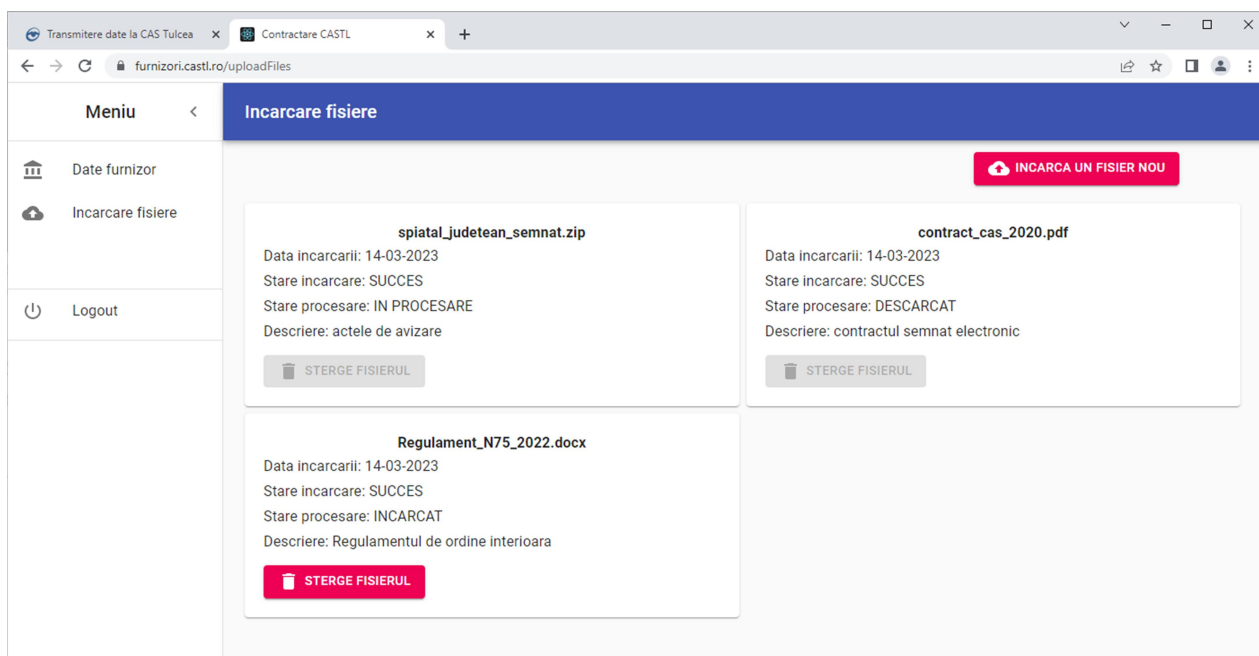 Transmitere date la CAS Tulcea
Contractare CASTL
furnizori.castl.ro/uploadFiles
Meniu
Incarcare fisiere
Date furnizor
Incarcare fisiere
Logout
INCARCA UN FISIER NOU
spiatal_judetean_semnat.zip
Data incarcarii: 14-03-2023
Stare incarcare: SUCCES
Stare procesare: IN PROCESARE
Descriere: actele de avizare
STERGE FISIERUL
contract_cas_2020.pdf
Data incarcarii: 14-03-2023
Stare incarcare: SUCCES
Stare procesare: DESCARCAT
Descriere: contractul semnat electronic
STERGE FISIERUL
Regulament_N75_2022.docx
Data incarcarii: 14-03-2023
Stare incarcare: SUCCES
Stare procesare: INCARCAT
Descriere: Regulamentul de ordine interioara
STERGE FISIERUL